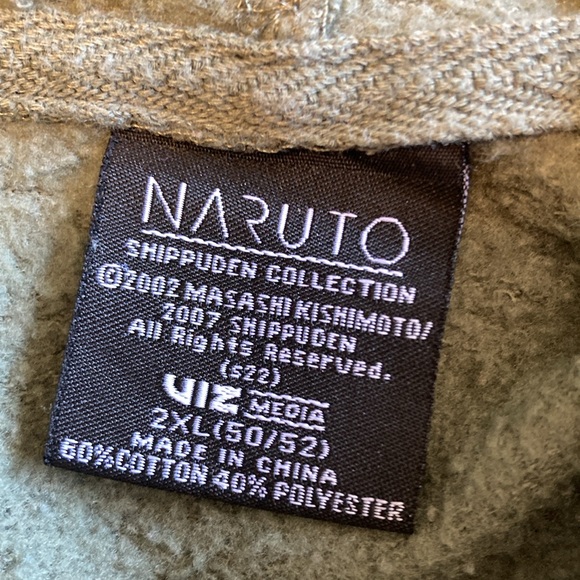 NARUTO
SHIPPUDEN COLLECTION
©2002 MASASHI KISHIMOTO/
2007 SHIPPUDEN
All Rights Reserved.
(S22)
VIZ MEDIA
2XL(50/52)
MADE IN CHINA
60%COTTON 40% POLYESTER